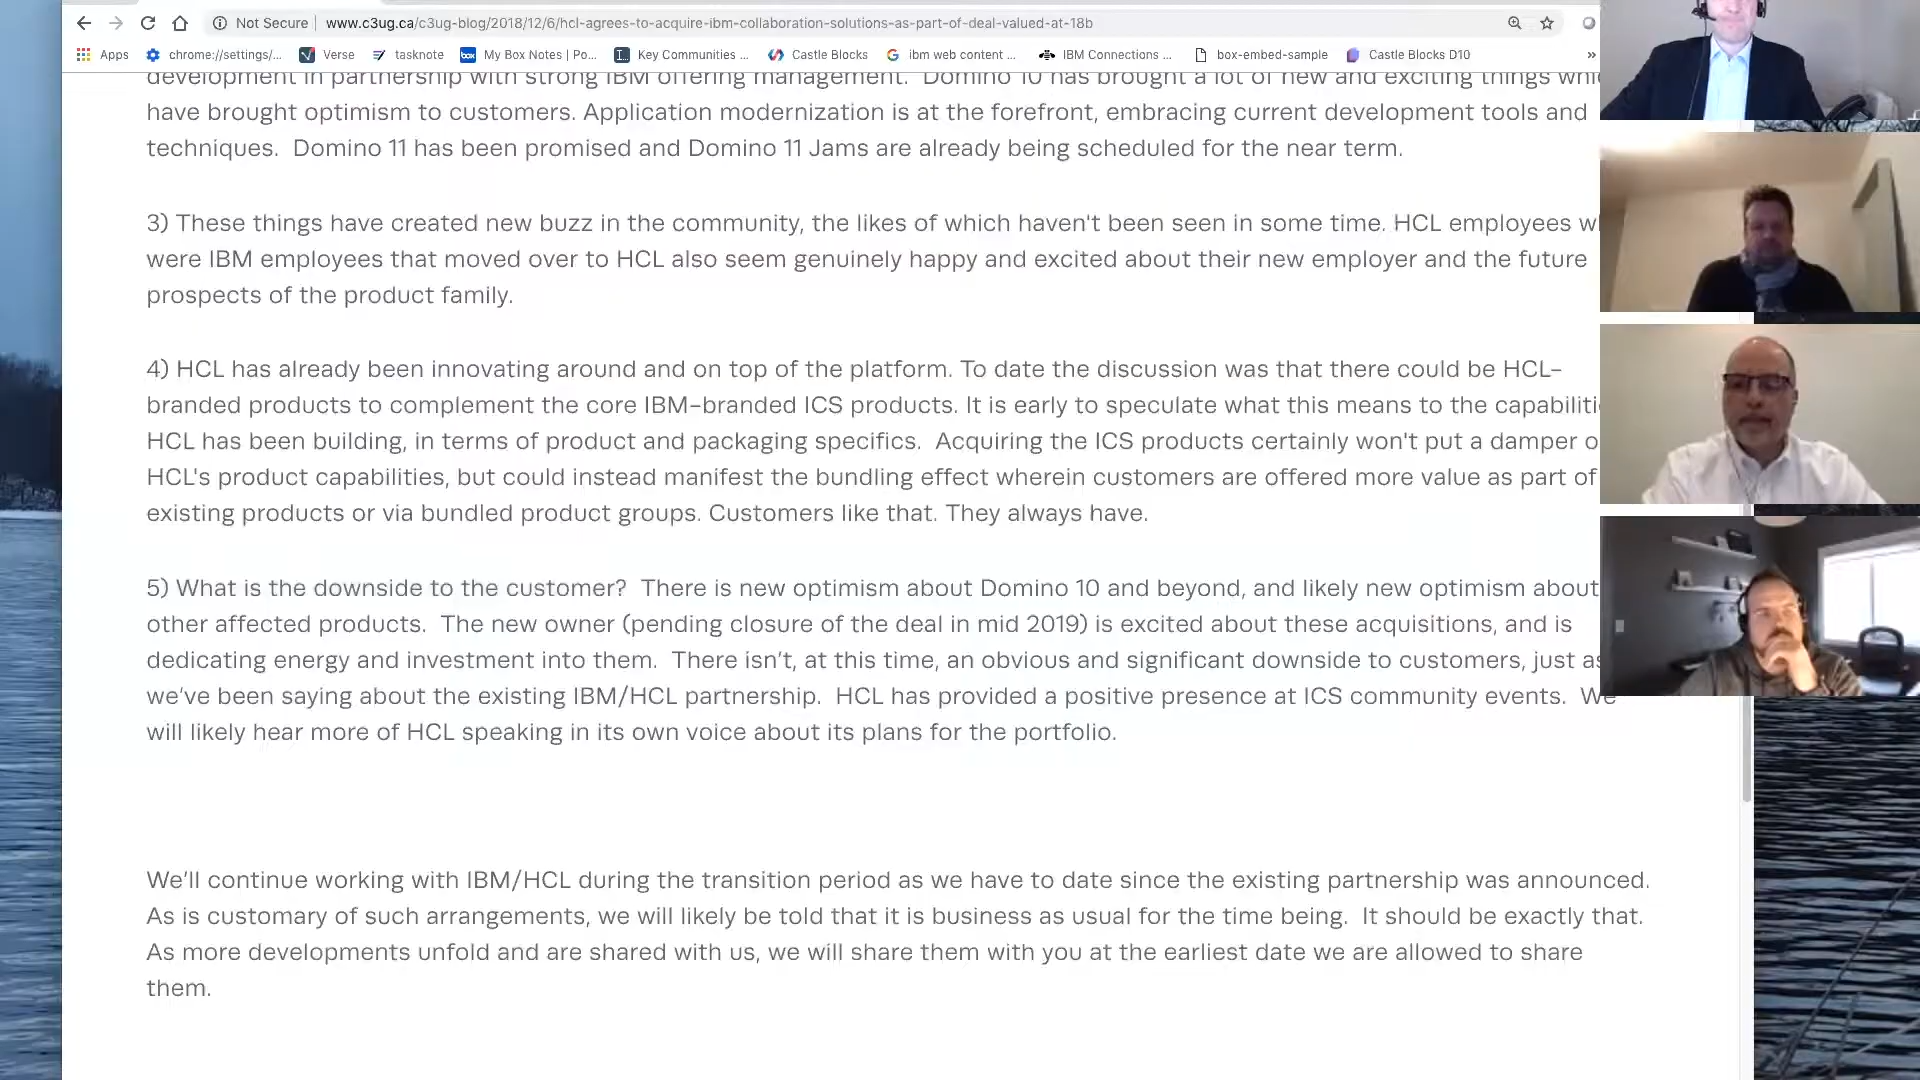 Not Secure | www.c3ug.ca/c3ug-blog/2018/12/6/hcl-agrees-to-acquire-ibm-collaboration-solutions-as-part-of-deal-valued-at-18b
Apps chrome://settings/... Verse tasknote My Box Notes | Po... Key Communities ... Castle Blocks ibm web content ... IBM Connections ... box-embed-sample Castle Blocks D10 »
development in partnership with strong IBM offering management. Domino 10 has brought a lot of new and exciting things
have brought optimism to customers. Application modernization is at the forefront, embracing current development tools and
techniques. Domino 11 has been promised and Domino 11 Jams are already being scheduled for the near term.
3) These things have created new buzz in the community, the likes of which haven't been seen in some time. HCL employees
were IBM employees that moved over to HCL also seem genuinely happy and excited about their new employer and the future
prospects of the product family.
4) HCL has already been innovating around and on top of the platform. To date the discussion was that there could be HCL-
branded products to complement the core IBM-branded ICS products. It is early to speculate what this means to the
HCL has been building, in terms of product and packaging specifics. Acquiring the ICS products certainly won't put a damper
HCL's product capabilities, but could instead manifest the bundling effect wherein customers are offered more value as part of
existing products or via bundled product groups. Customers like that. They always have.
5) What is the downside to the customer? There is new optimism about Domino 10 and beyond, and likely new optimism about
other affected products. The new owner (pending closure of the deal in mid 2019) is excited about these acquisitions, and is
dedicating energy and investment into them. There isn't, at this time, an obvious and significant downside to customers, just as
we've been saying about the existing IBM/HCL partnership. HCL has provided a positive presence at ICS community events. We
will likely hear more of HCL speaking in its own voice about its plans for the portfolio.
We'll continue working with IBM/HCL during the transition period as we have to date since the existing partnership was announced.
As is customary of such arrangements, we will likely be told that it is business as usual for the time being. It should be exactly that.
As more developments unfold and are shared with us, we will share them with you at the earliest date we are allowed to share
them.